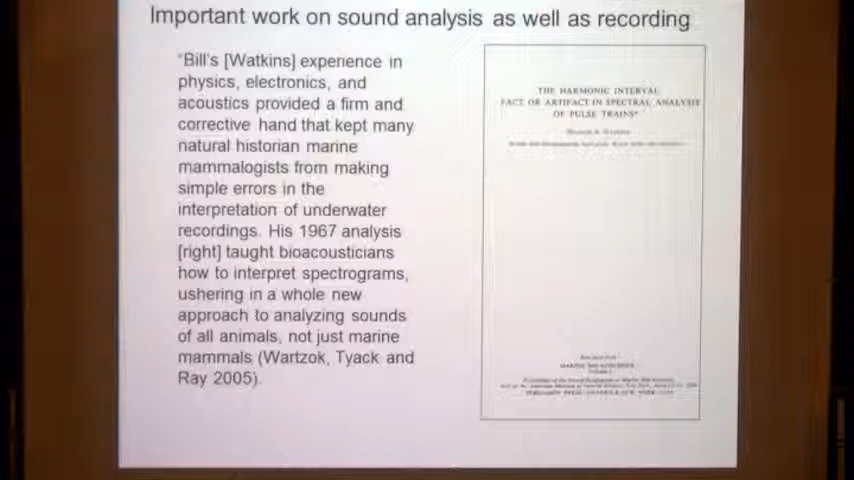 Important work on sound analysis as well as recording
"Bill's [Watkins] experience in
physics, electronics, and
acoustics provided a firm and
corrective hand that kept many
natural historian marine
mammalogists from making
simple errors in the
interpretation of underwater
recordings. His 1967 analysis
[right] taught bioacousticians
how to interpret spectrograms,
ushering in a whole new
approach to analyzing sounds
of all animals, not just marine
mammals (Wartzok, Tyack and
Ray 2005).
THE HARMONIC INTERVAL
FACT OR ARTIFACT IN SPECTRAL ANALYSIS
OF PULSE TRAINS*
MARINE BIO-ACOUSTICS